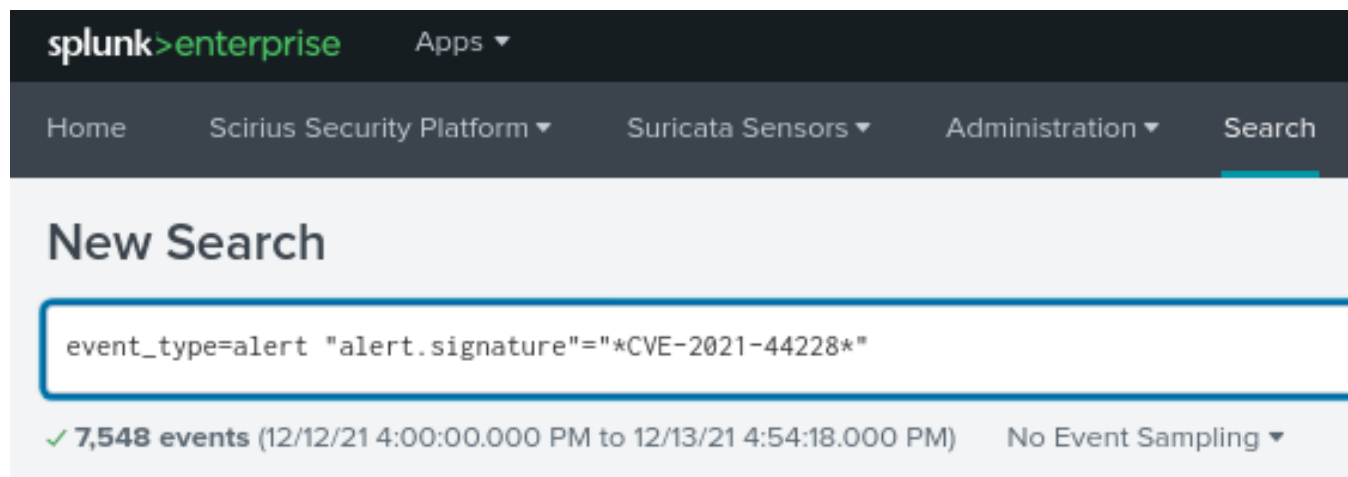 splunk>enterprise Apps
Home Scirius Security Platform Suricata Sensors Administration Search
New Search
event_type=alert "alert.signature"="*CVE-2021-44228*"
7,548 events (12/12/21 4:00:00.000 PM to 12/13/21 4:54:18.000 PM) No Event Sampling